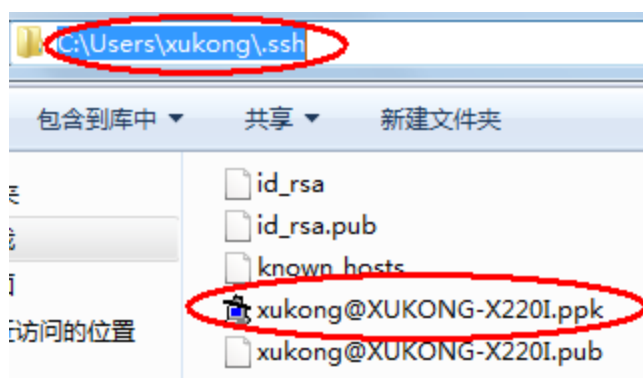 C:\Users\xukong\.ssh
包含到库中 共享 新建文件夹
id_rsa
id_rsa.pub
known_hosts
xukong@XUKONG-X220I.ppk
访问的位置
xukong@XUKONG-X220I.pub